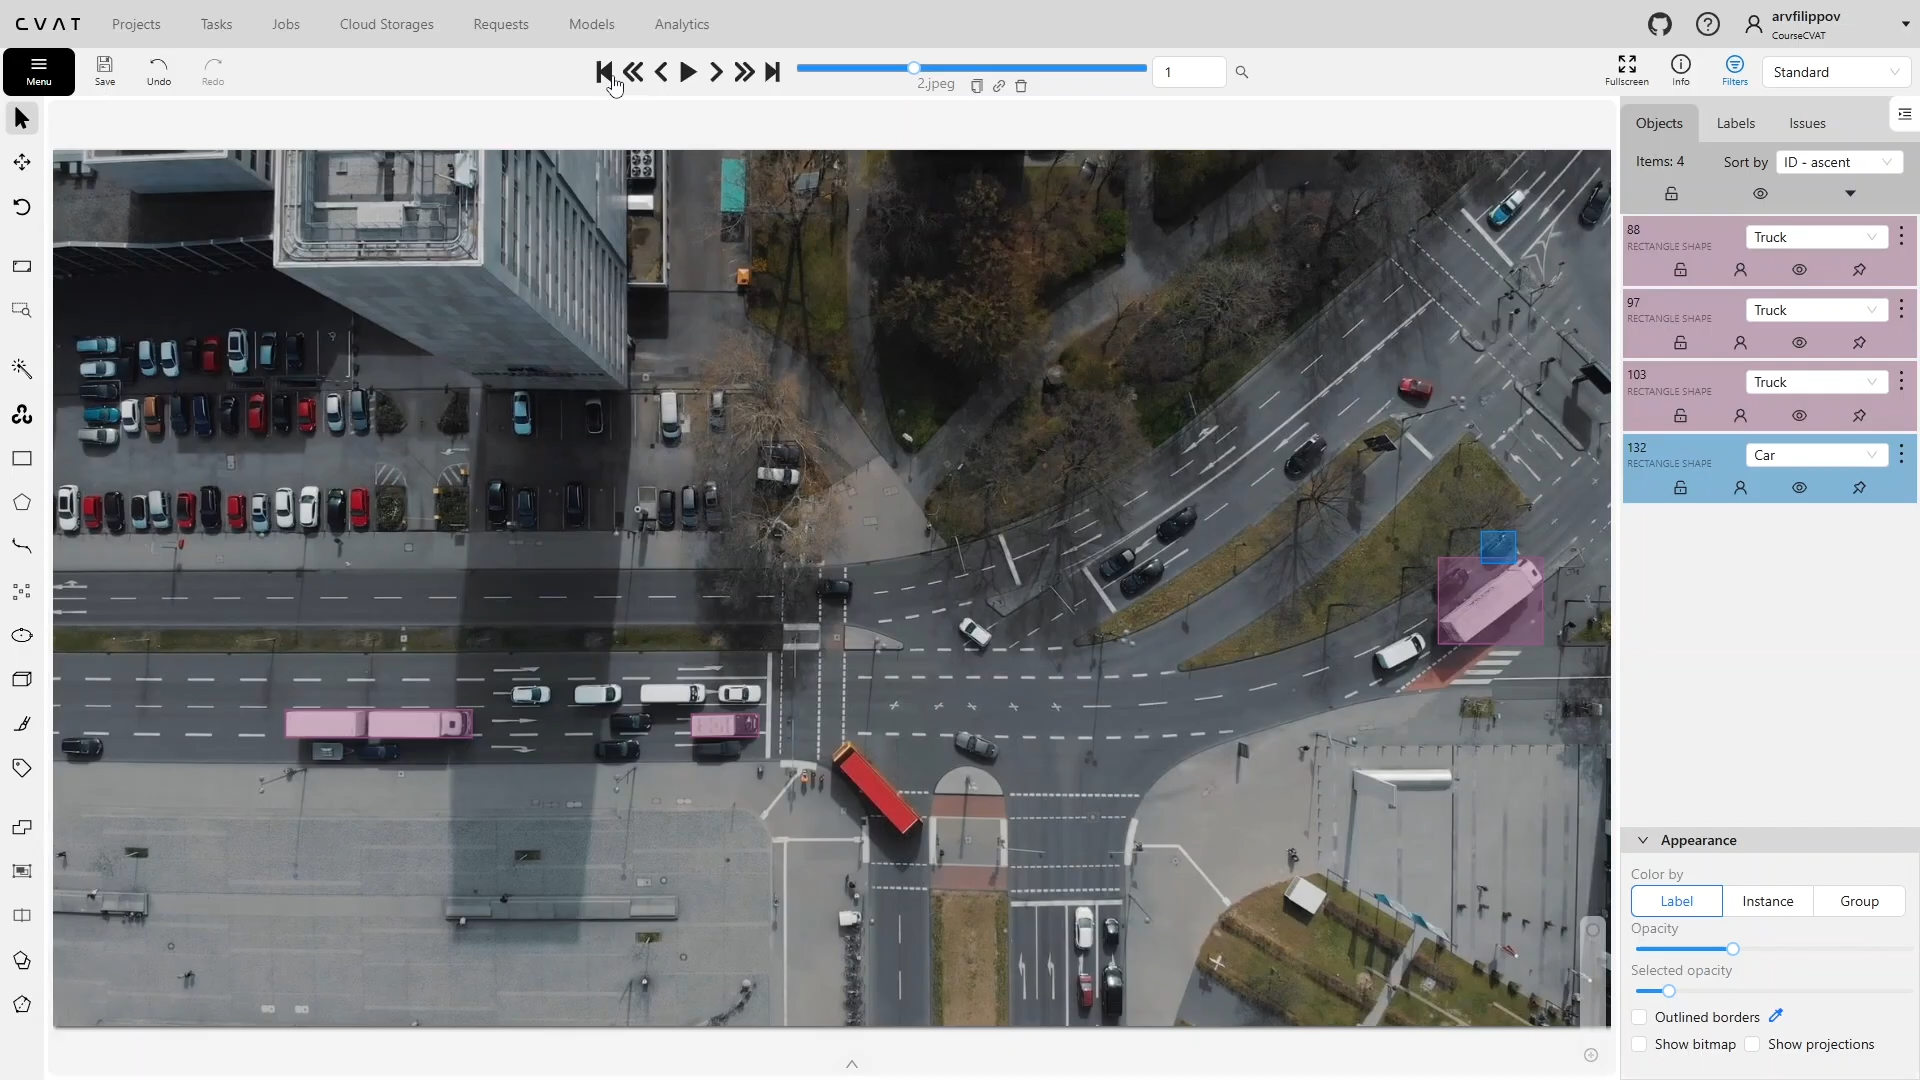 CVAT Projects Tasks Jobs Cloud Storages Requests Models Analytics arvfilippov
CourseCVAT
Menu Save Undo Redo 2.jpeg 1 Fullscreen Info Filters Standard
Objects Labels Issues
Items: 4 Sort by ID - ascent
88 Truck
RECTANGLE SHAPE
97 Truck
RECTANGLE SHAPE
103 Truck
RECTANGLE SHAPE
132 Car
RECTANGLE SHAPE
Appearance
Color by
Label Instance Group
Opacity
Selected opacity
Outlined borders
Show bitmap Show projections